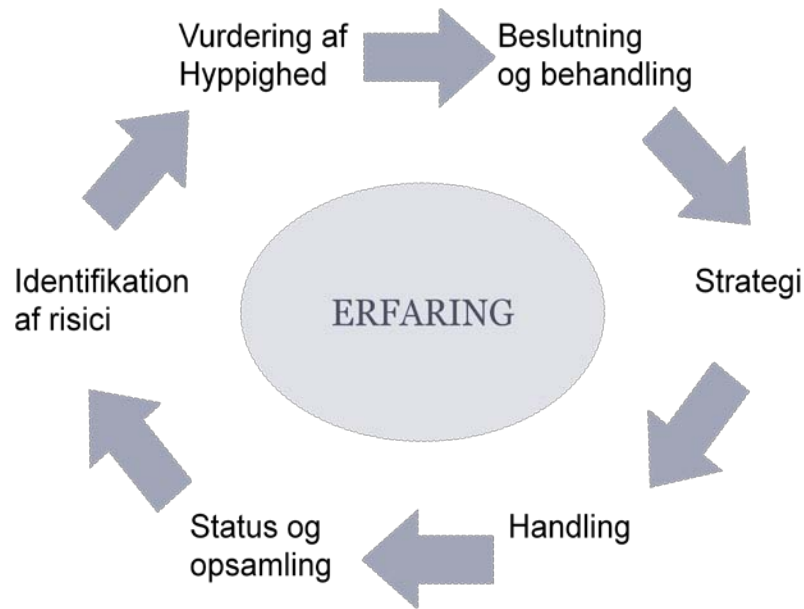 Vurdering af
Hyppighed
Beslutning
og behandling
Strategi
Handling
Status og
opsamling
Identifikation
af risici
ERFARING